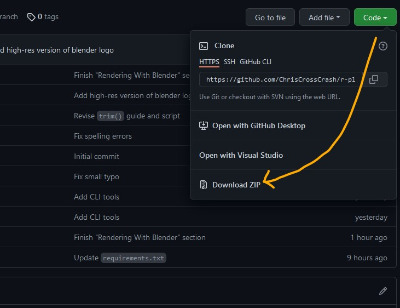 ranch
0 tags
Go to file
Add file
Code
Clone
HTTPS SSH GitHub CLI
https://github.com/ChrisCrossCrash/r-pl
Use Git or checkout with SVN using the web URL.
Open with GitHub Desktop
Open with Visual Studio
Download ZIP
dd high-res version of blender logo
Finish "Rendering With Blender" se
Add high-res version of blender logo
Revise trim() guide and script
Fix spelling errors
Initial commit
Fix small typo
Add CLI tools
Add CLI tools yesterday
Finish "Rendering With Blender" section 1 hour ago
Update requirements.txt 9 hours ago